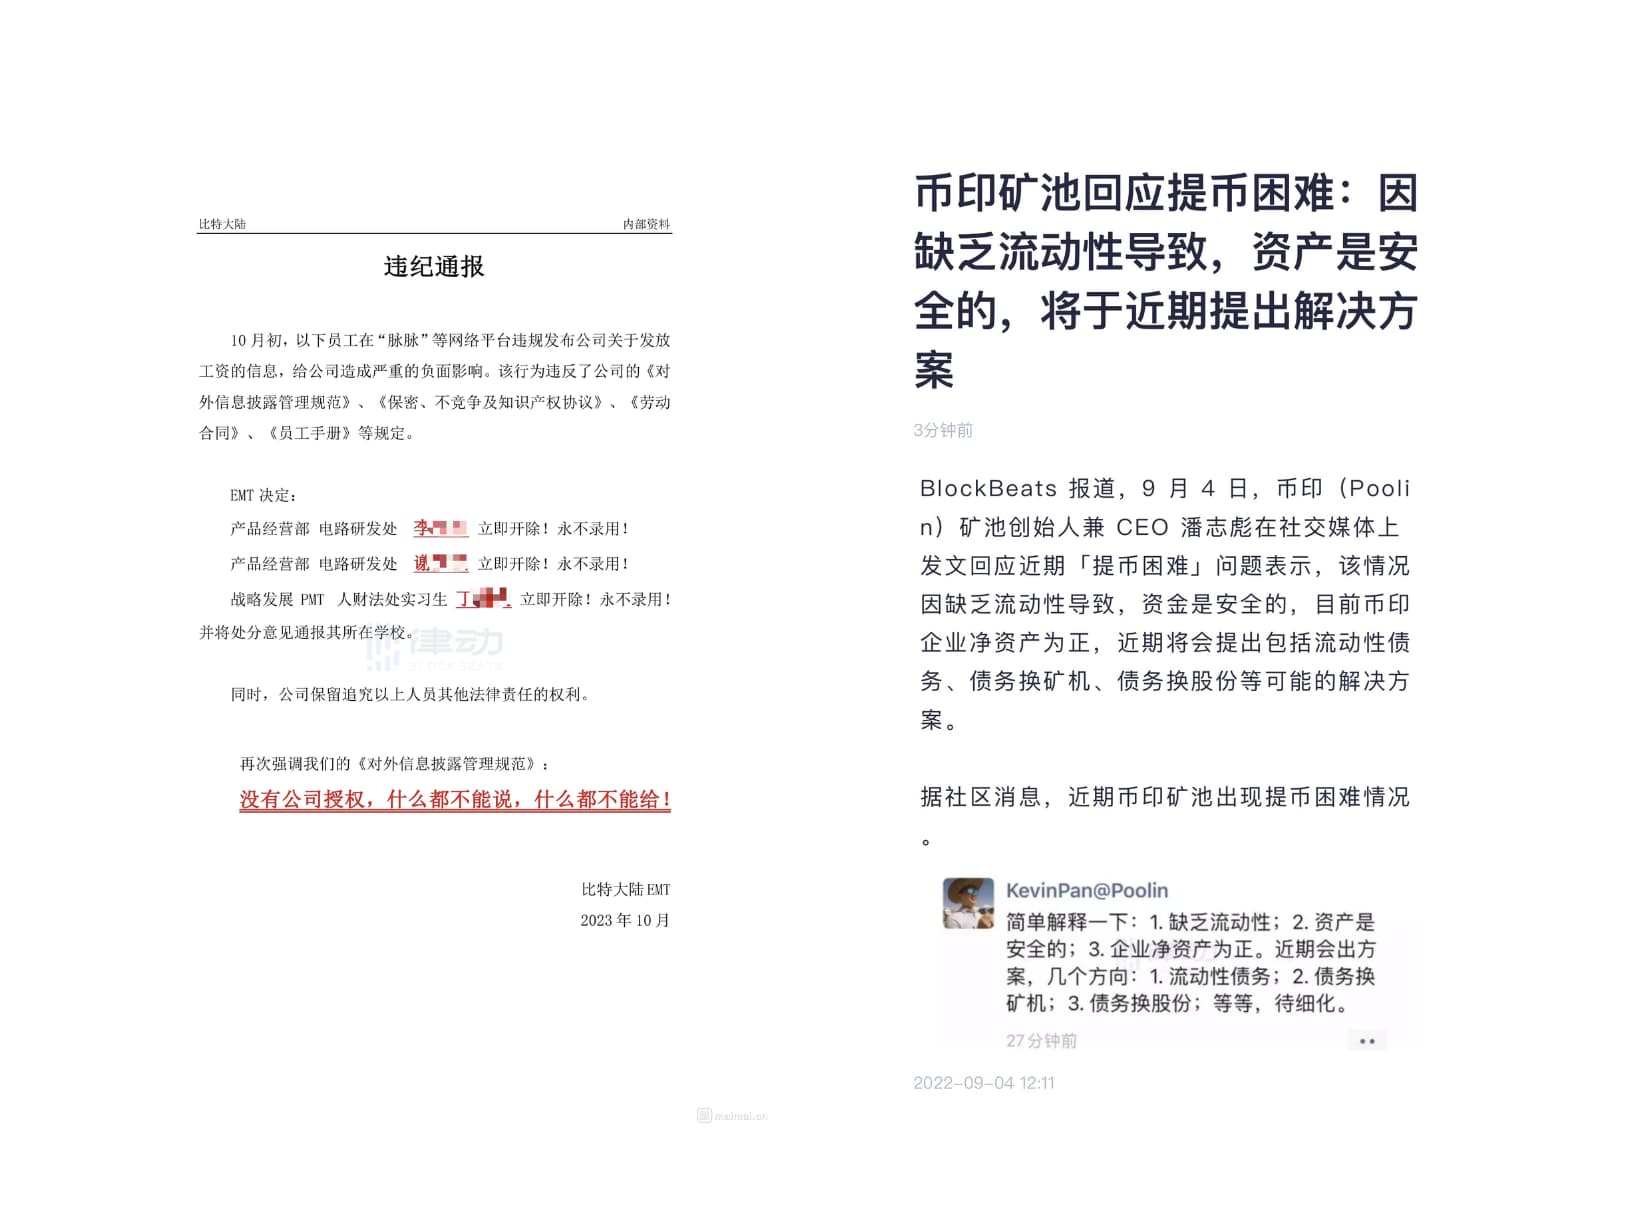 比特大陆 内部资料
违纪通报
10 月初，以下员工在“脉脉”等网络平台违规发布公司关于发放
工资的信息，给公司造成严重的负面影响。该行为违反了公司的《对
外信息披露管理规范》、《保密、不竞争及知识产权协议》、《劳动
合同》、《员工手册》等规定。
EMT 决定：
产品经营部 电路研发处 李 立即开除！永不录用！
产品经营部 电路研发处 谢 立即开除！永不录用！
战略发展 PMT 人财法处实习生 丁 立即开除！永不录用！
并将处分意见通报其所在学校。
律动
BLOCKBEATS
同时，公司保留追究以上人员其他法律责任的权利。
再次强调我们的《对外信息披露管理规范》：
没有公司授权，什么都不能说，什么都不能给！
比特大陆 EMT
2023 年 10 月
maimai.cn
币印矿池回应提币困难：因
缺乏流动性导致，资产是安
全的，将于近期提出解决方
案
3分钟前
BlockBeats 报道，9 月 4 日，币印（Pooli
n）矿池创始人兼 CEO 潘志彪在社交媒体上
发文回应近期「提币困难」问题表示，该情况
因缺乏流动性导致，资金是安全的，目前币印
企业净资产为正，近期将会提出包括流动性债
务、债务换矿机、债务换股份等可能的解决方
案。
据社区消息，近期币印矿池出现提币困难情况
。
KevinPan@Poolin
简单解释一下：1. 缺乏流动性；2. 资产是
安全的；3. 企业净资产为正。近期会出方
案，几个方向：1. 流动性债务；2. 债务换
矿机；3. 债务换股份；等等，待细化。
27分钟前
2022-09-04 12:11